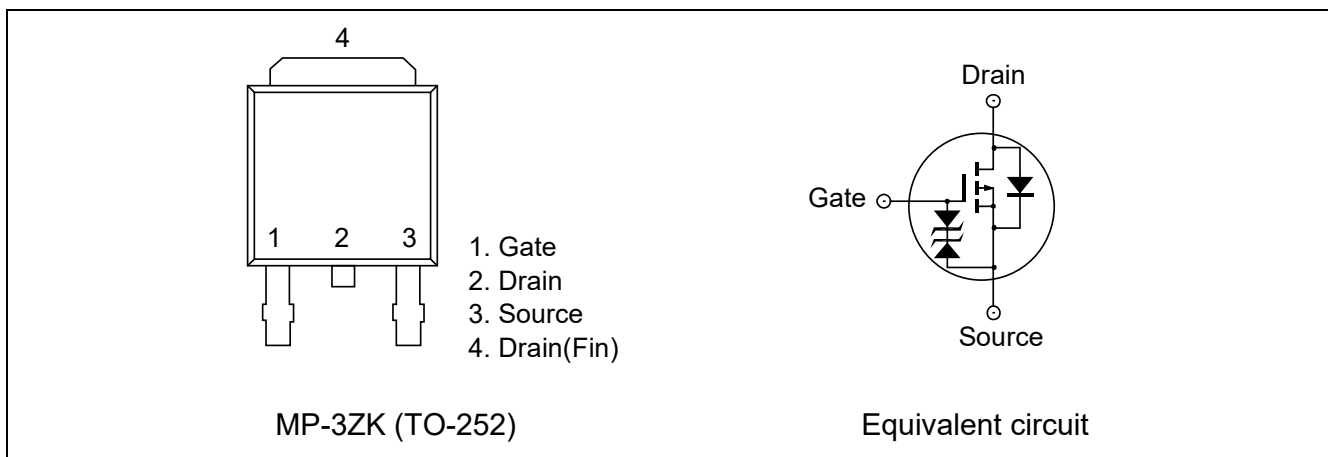 4
1 2 3
1. Gate
2. Drain
3. Source
4. Drain(Fin)
MP-3ZK (TO-252)
Drain
Gate
Source
Equivalent circuit